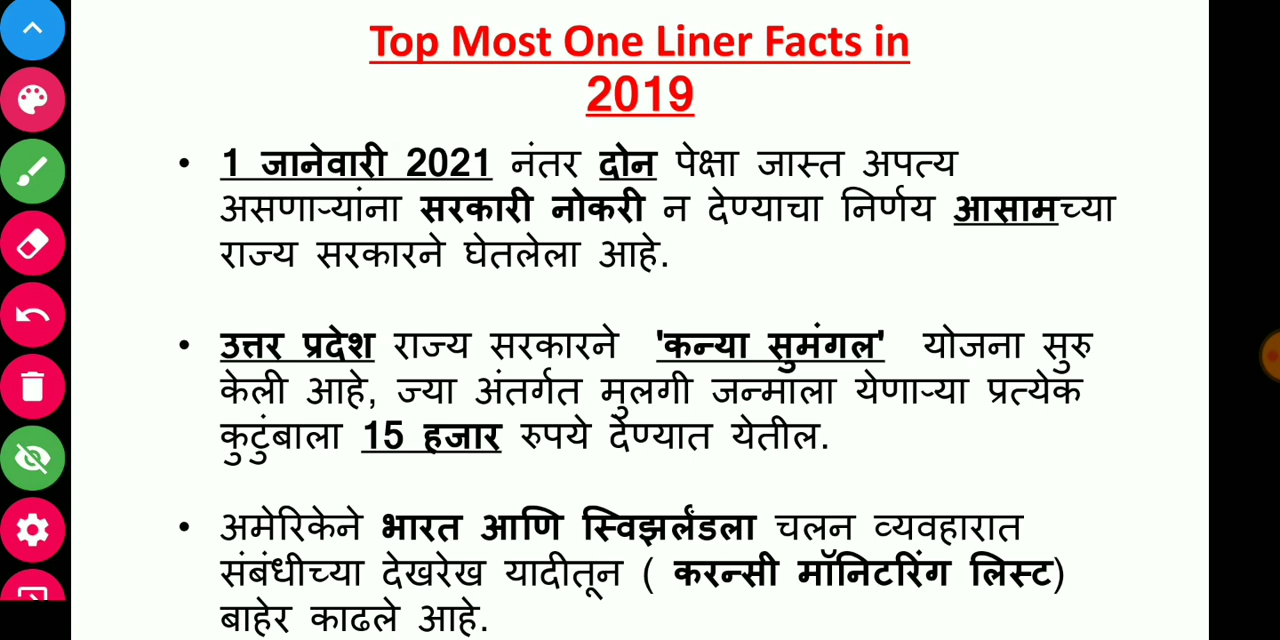 Top Most One Liner Facts in
2019
• 1 जानेवारी 2021 नंतर दोन पेक्षा जास्त अपत्य
असणाऱ्यांना सरकारी नोकरी न देण्याचा निर्णय आसामच्या
राज्य सरकारने घेतलेला आहे.
• उत्तर प्रदेश राज्य सरकारने 'कन्या सुमंगल' योजना सुरु
केली आहे, ज्या अंतर्गत मुलगी जन्माला येणाऱ्या प्रत्येक
कुटुंबाला 15 हजार रुपये देण्यात येतील.
• अमेरिकेने भारत आणि स्विझर्लंडला चलन व्यवहारात
संबंधीच्या देखरेख यादीतून ( करन्सी मॉनिटरिंग लिस्ट)
बाहेर काढले आहे.